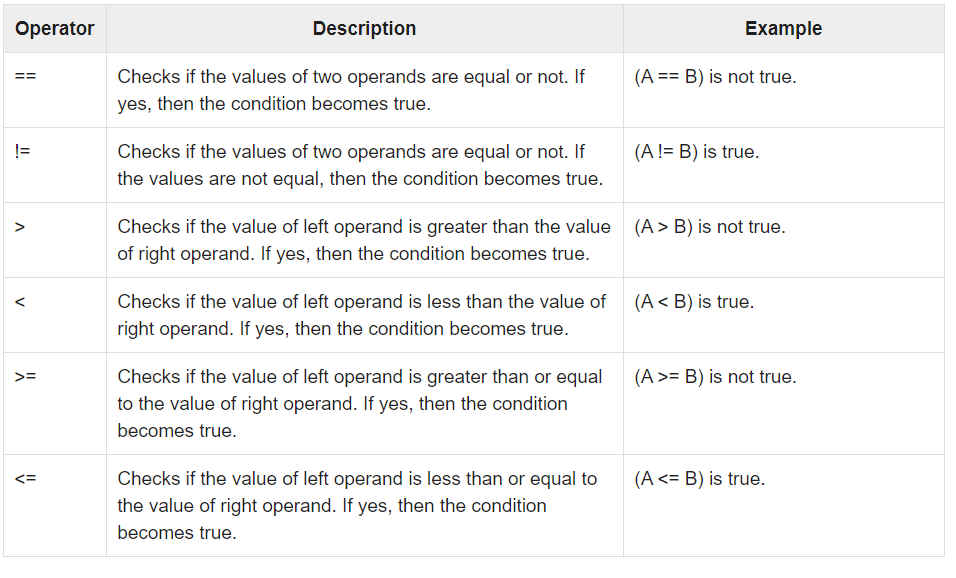 Operator Description Example
== Checks if the values of two operands are equal or not. If (A == B) is not true.
yes, then the condition becomes true.
!= Checks if the values of two operands are equal or not. If (A != B) is true.
the values are not equal, then the condition becomes true.
> Checks if the value of left operand is greater than the value (A > B) is not true.
of right operand. If yes, then the condition becomes true.
< Checks if the value of left operand is less than the value of (A < B) is true.
right operand. If yes, then the condition becomes true.
>= Checks if the value of left operand is greater than or equal (A >= B) is not true.
to the value of right operand. If yes, then the condition
becomes true.
<= Checks if the value of left operand is less than or equal to (A <= B) is true.
the value of right operand. If yes, then the condition
becomes true.